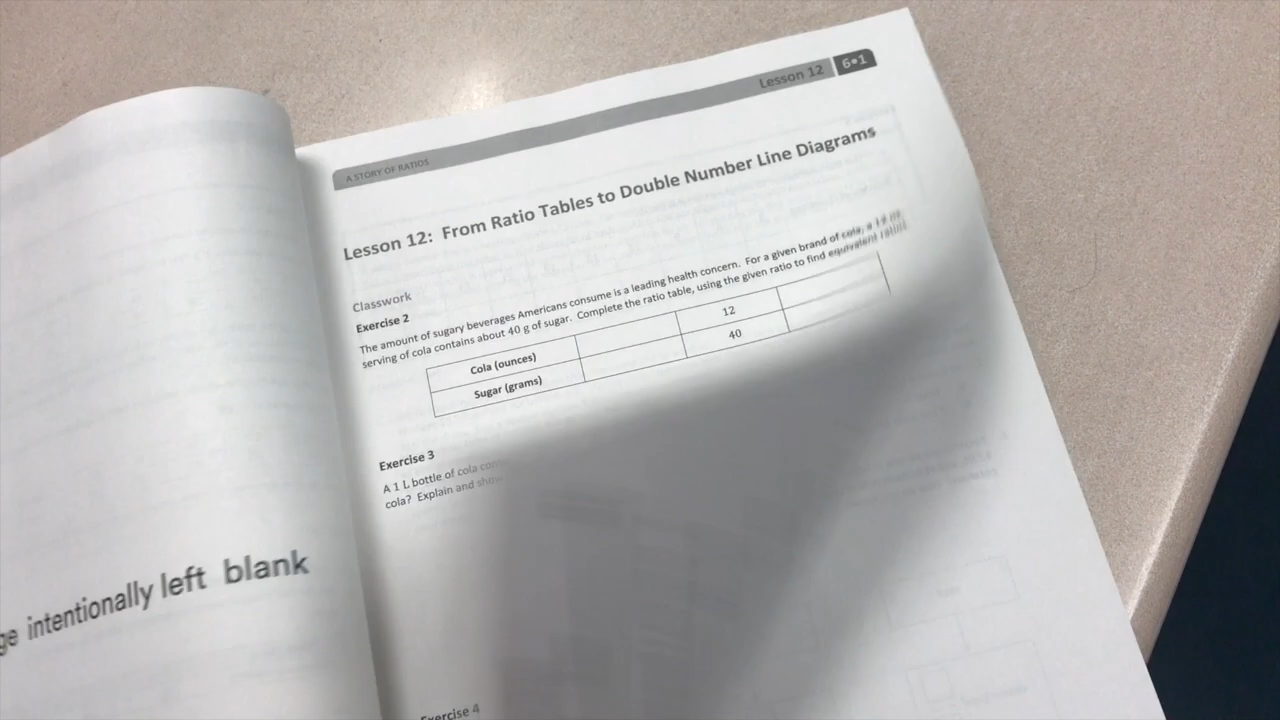 ge intentionally left blank
Lesson 12 6•1
A STORY OF RATIOS
Lesson 12: From Ratio Tables to Double Number Line Diagrams
Classwork
Exercise 2
The amount of sugary beverages Americans consume is a leading health concern. For a given brand of cola, a
serving of cola contains about 40 g of sugar. Complete the ratio table, using the given ratio to find equivalent ratios
Cola (ounces) 12
Sugar (grams) 40
Exercise 3
A 1 L bottle of cola
cola? Explain and show
Exercise 4